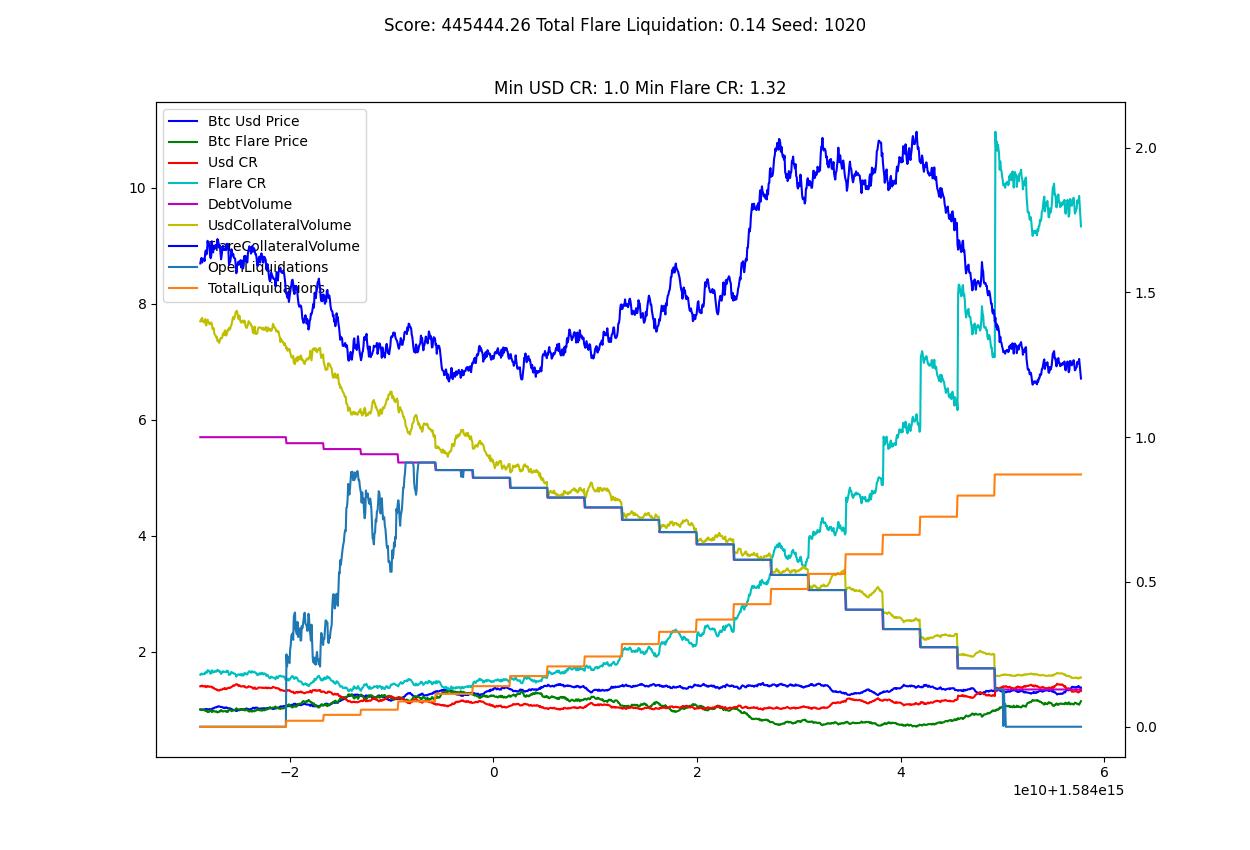 Score: 445444.26 Total Flare Liquidation: 0.14 Seed: 1020
Min USD CR: 1.0 Min Flare CR: 1.32
Btc Usd Price
Btc Flare Price
Usd CR
Flare CR
DebtVolume
UsdCollateralVolume
FlareCollateralVolume
OpenLiquidations
TotalLiquidations
10
8
6
4
2
2.0
1.5
1.0
0.5
0.0
−2 0 2 4 6
1e10+1.584e15